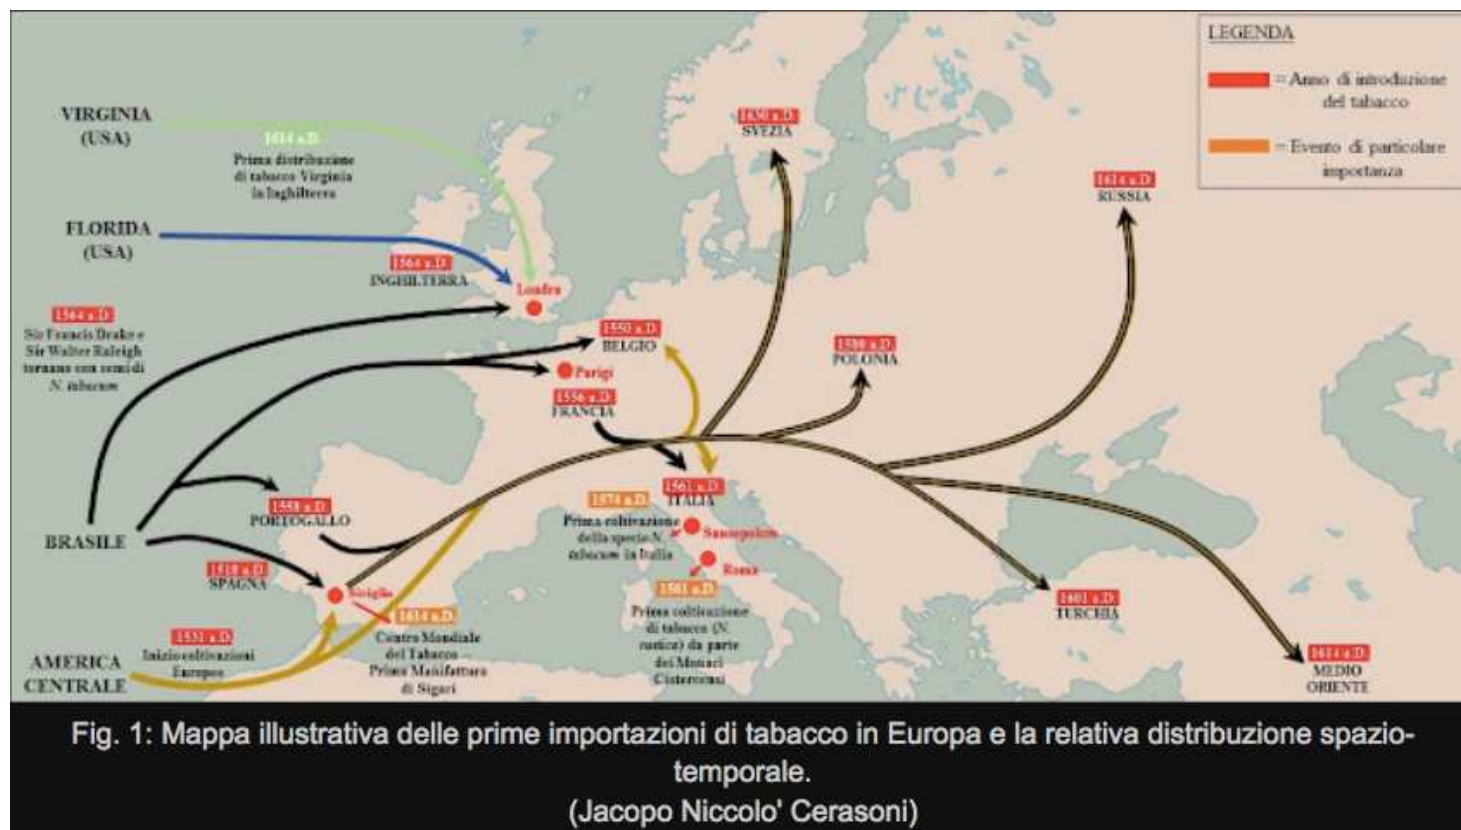 LEGENDA
= Anno di introduzione
del tabacco
= Evento di particolare
importanza
VIRGINIA
(USA)
1614 a.D.
Prima distribuzione
di tabacco Virginia
in Inghilterra
FLORIDA
(USA)
1564 a.D.
INGHILTERRA
Londra
1564 a.D.
Sir Francis Drake e
Sir Walter Raleigh
tornano con semi di
N. tabacum
1630 a.D.
SVEZIA
1614 a.D.
RUSSIA
1550 a.D.
BELGIO
1580 a.D.
POLONIA
Parigi
1556 a.D.
FRANCIA
1561 a.D.
ITALIA
1574 a.D.
Prima coltivazione
della specie N.
tabacum in Italia
Sansepolcro
Roma
1501 a.D.
Prima coltivazione
di tabacco (N.
rustica) da parte
dei Monaci
Cistercensi
1558 a.D.
PORTOGALLO
BRASILE
1518 a.D.
SPAGNA
Siviglia
1614 a.D.
Centro Mondiale
del Tabacco –
Prima Manifattura
di Sigari
1531 a.D.
Inizio coltivazioni
Europee
AMERICA
CENTRALE
1601 a.D.
TURCHIA
1614 a.D.
MEDIO
ORIENTE
Fig. 1: Mappa illustrativa delle prime importazioni di tabacco in Europa e la relativa distribuzione spazio-
temporale.
(Jacopo Niccolo' Cerasoni)